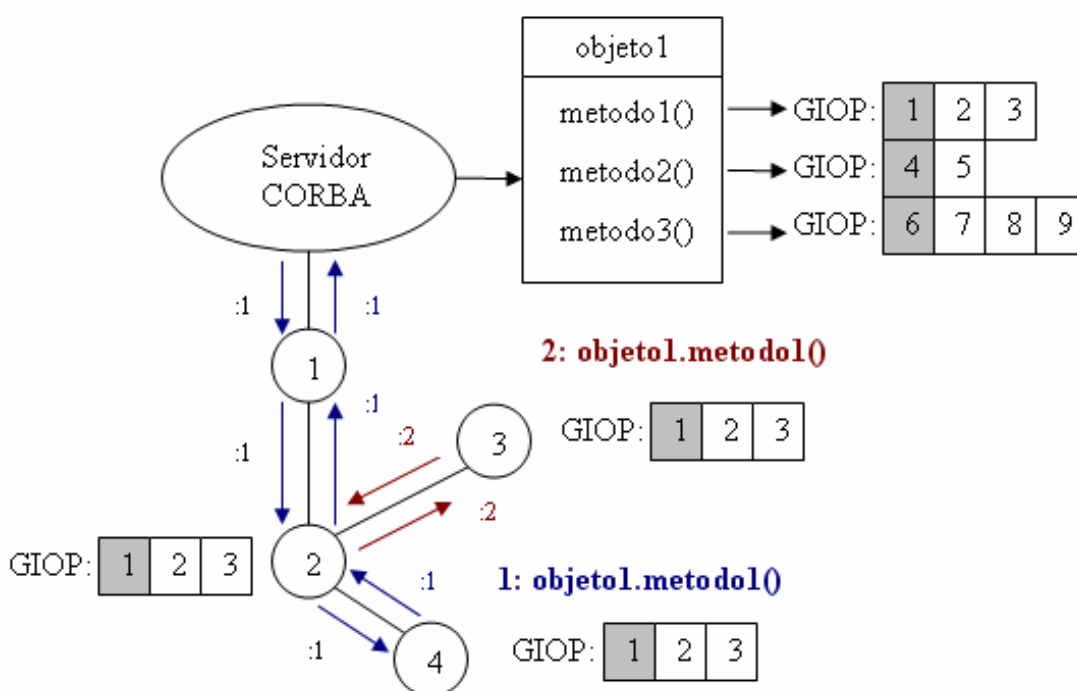 objeto1
metodo1() GIOP: 1 2 3
Servidor
CORBA
metodo2() GIOP: 4 5
metodo3() GIOP: 6 7 8 9
:1 :1
2: objeto1.metodo1()
1
:1
:2 3 GIOP: 1 2 3
:1
:2
GIOP: 1 2 3 2
:1 1: objeto1.metodo1()
:1 4 GIOP: 1 2 3